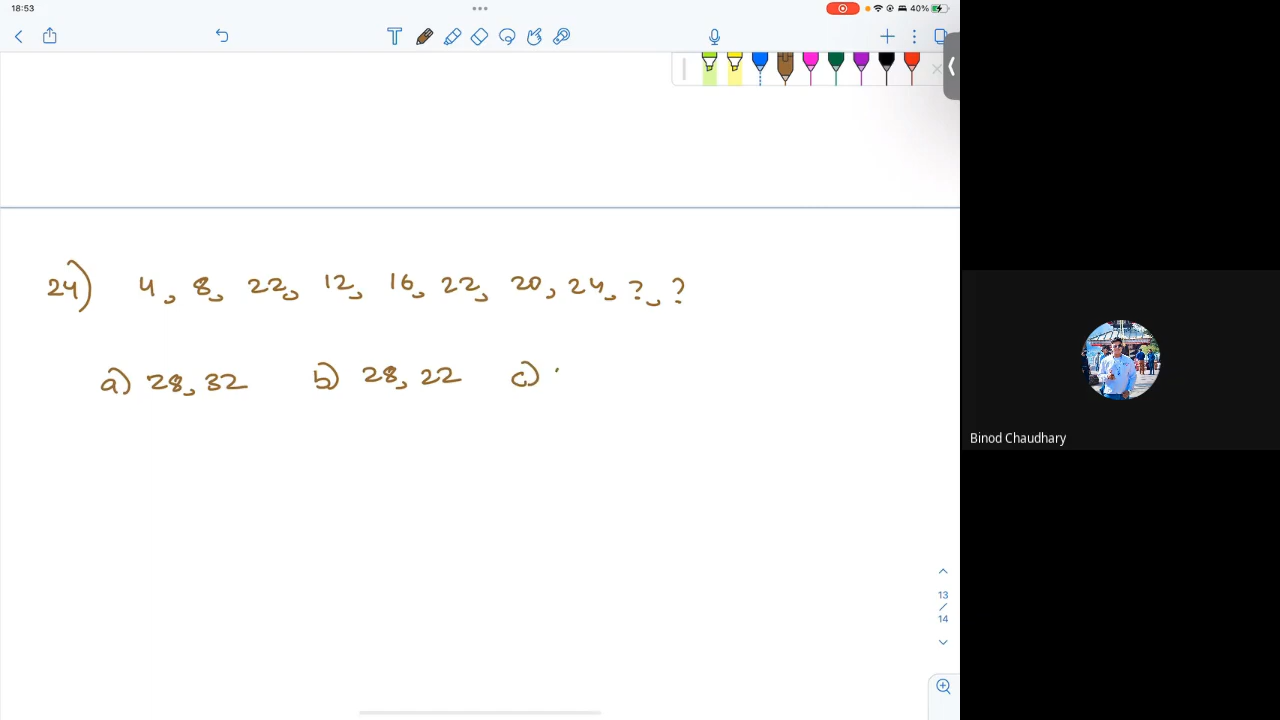 18:53
40%
T
24) 4, 8, 22, 12, 16, 22, 20, 24, ?, ?
a) 28, 32 b) 28, 22 c)
Binod Chaudhary
13
/
14